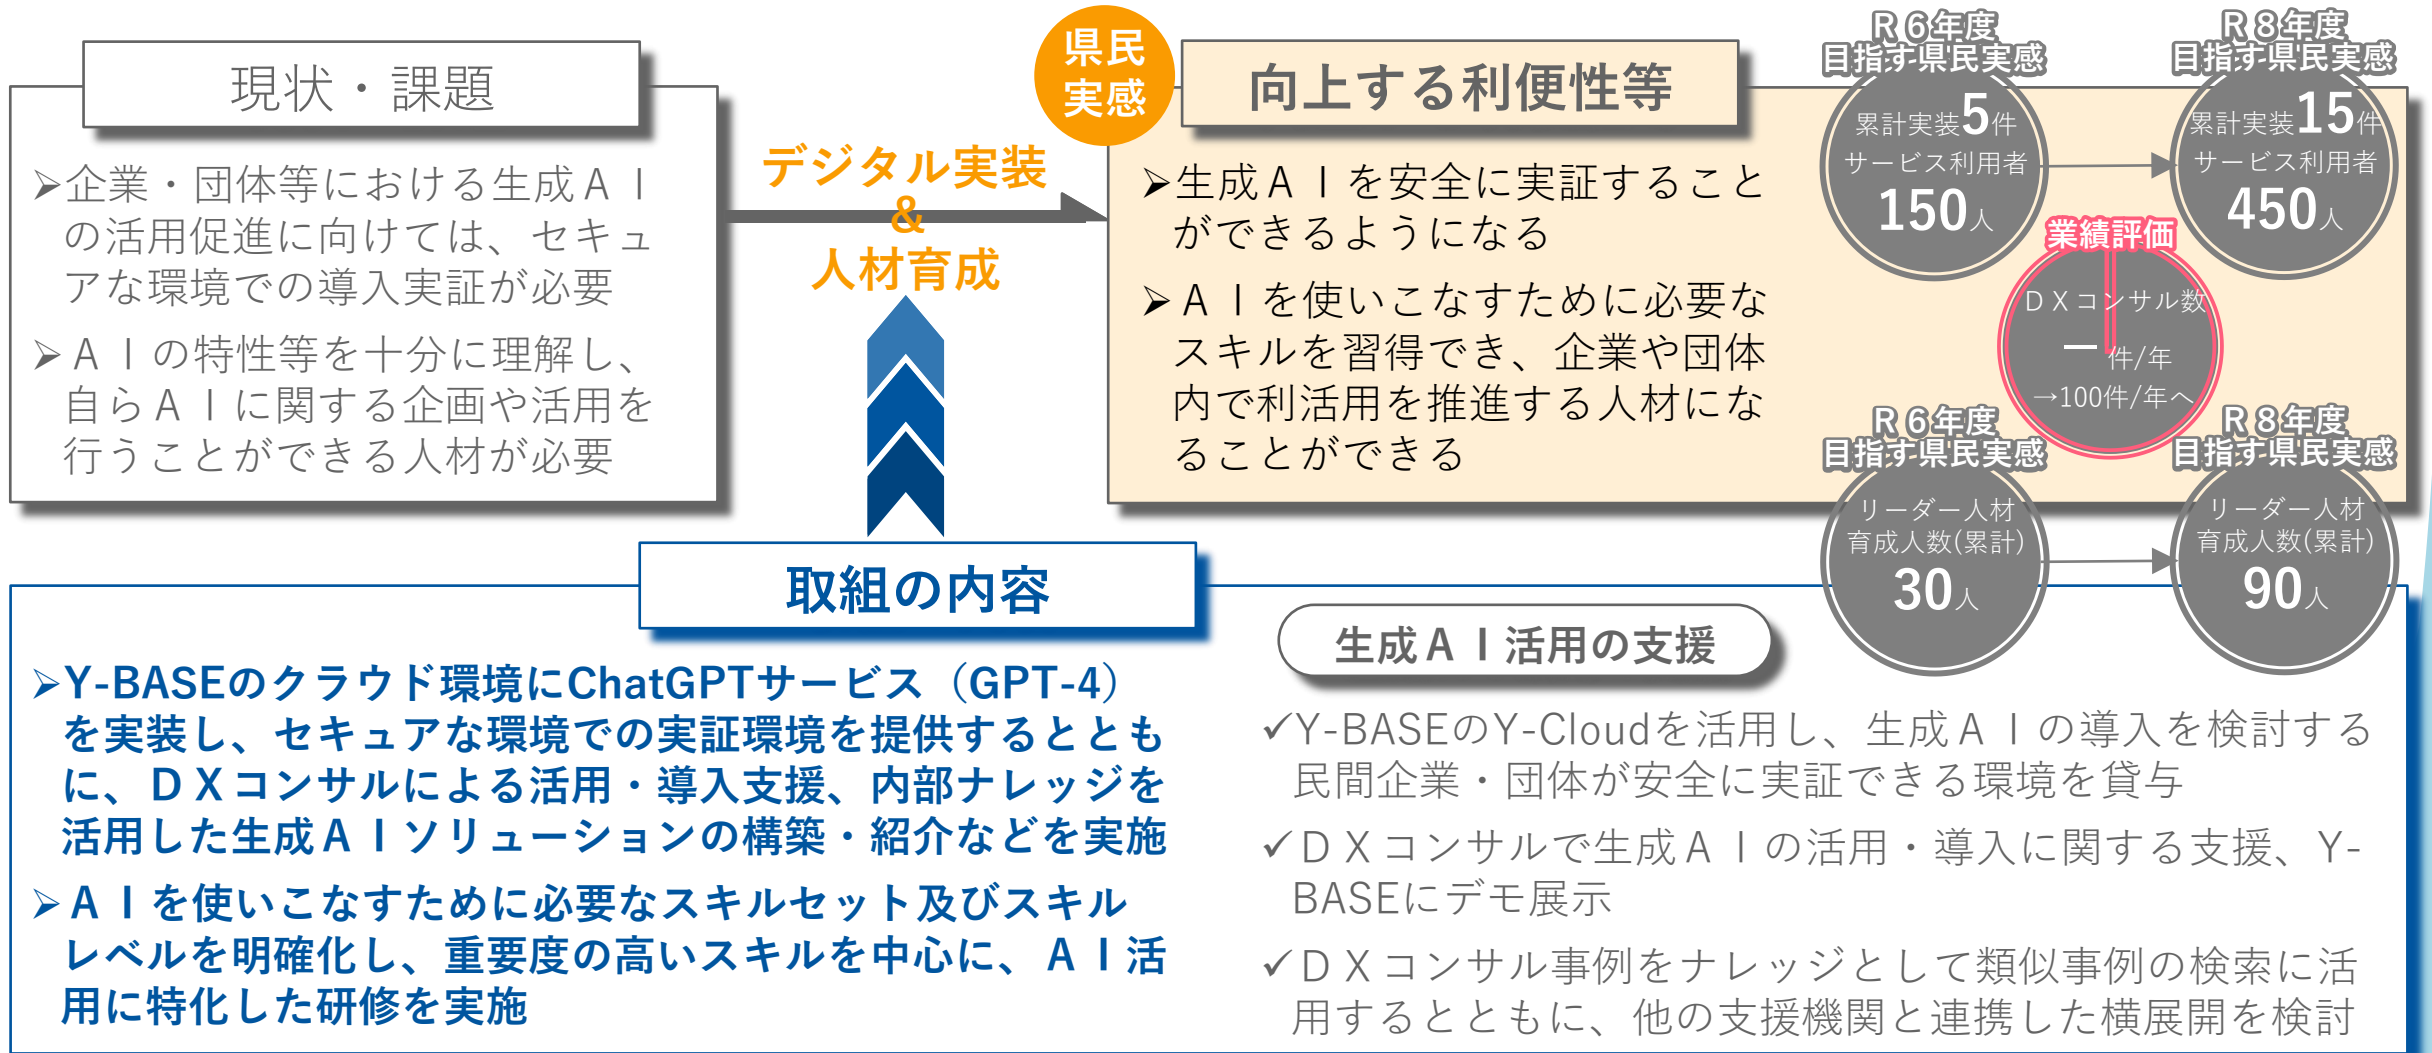 現状・課題
➢企業・団体等における生成ＡＩ
の活用促進に向けては、セキュ
アな環境での導入実証が必要
➢ＡＩの特性等を十分に理解し、
自らＡＩに関する企画や活用を
行うことができる人材が必要
デジタル実装
&
人材育成
県民
実感
向上する利便性等
➢生成ＡＩを安全に実証すること
ができるようになる
➢ＡＩを使いこなすために必要な
スキルを習得でき、企業や団体
内で利活用を推進する人材にな
ることができる
Ｒ６年度
目指す県民実感
累計実装5件
サービス利用者
150人
Ｒ８年度
目指す県民実感
累計実装15件
サービス利用者
450人
業績評価
ＤＸコンサル数
ー 件/年
→100件/年へ
Ｒ６年度
目指す県民実感
リーダー人材
育成人数(累計)
30人
Ｒ８年度
目指す県民実感
リーダー人材
育成人数(累計)
90人
取組の内容
➢Y-BASEのクラウド環境にChatGPTサービス（GPT-4）
を実装し、セキュアな環境での実証環境を提供するととも
に、ＤＸコンサルによる活用・導入支援、内部ナレッジを
活用した生成ＡＩソリューションの構築・紹介などを実施
➢ＡＩを使いこなすために必要なスキルセット及びスキル
レベルを明確化し、重要度の高いスキルを中心に、ＡＩ活
用に特化した研修を実施
生成ＡＩ活用の支援
✓Y-BASEのY-Cloudを活用し、生成ＡＩの導入を検討する
民間企業・団体が安全に実証できる環境を貸与
✓ＤＸコンサルで生成ＡＩの活用・導入に関する支援、Y-
BASEにデモ展示
✓ＤＸコンサル事例をナレッジとして類似事例の検索に活
用するとともに、他の支援機関と連携した横展開を検討